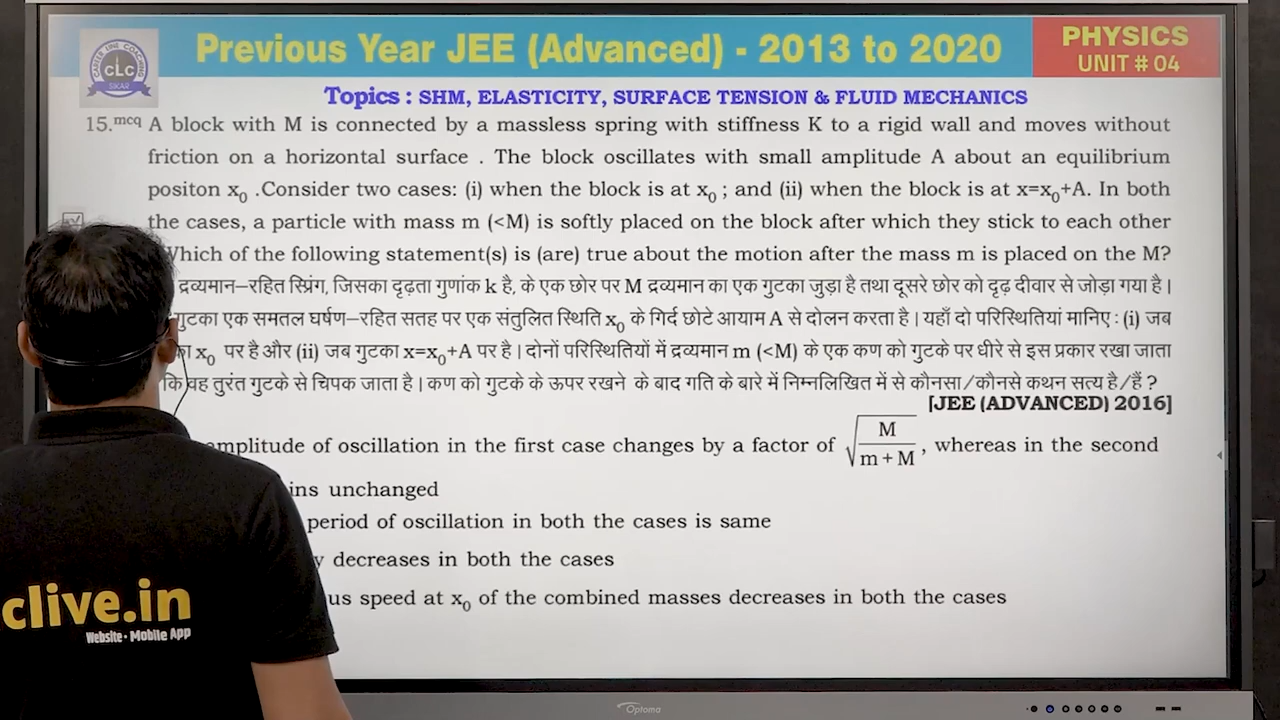 Previous Year JEE (Advanced) - 2013 to 2020
PHYSICS
UNIT # 04
CLC
SIKAR
Topics : SHM, ELASTICITY, SURFACE TENSION & FLUID MECHANICS
15.mcq A block with M is connected by a massless spring with stiffness K to a rigid wall and moves without
friction on a horizontal surface . The block oscillates with small amplitude A about an equilibrium
positon x₀ .Consider two cases: (i) when the block is at x₀ ; and (ii) when the block is at x=x₀+A. In both
the cases, a particle with mass m (<M) is softly placed on the block after which they stick to each other
Which of the following statement(s) is (are) true about the motion after the mass m is placed on the M?
द्रव्यमान–रहित स्प्रिंग, जिसका दृढ़ता गुणांक k है, के एक छोर पर M द्रव्यमान का एक गुटका जुड़ा है तथा दूसरे छोर को दृढ़ दीवार से जोड़ा गया है।
गुटका एक समतल घर्षण–रहित सतह पर एक संतुलित स्थिति x₀ के गिर्द छोटे आयाम A से दोलन करता है। यहाँ दो परिस्थितियां मानिए : (i) जब
का x₀ पर है और (ii) जब गुटका x=x₀+A पर है। दोनों परिस्थितियों में द्रव्यमान m (<M) के एक कण को गुटके पर धीरे से इस प्रकार रखा जाता
कि वह तुरंत गुटके से चिपक जाता है। कण को गुटके के ऊपर रखने के बाद गति के बारे में निम्नलिखित में से कौनसा/कौनसे कथन सत्य है/हैं ?
[JEE (ADVANCED) 2016]
amplitude of oscillation in the first case changes by a factor of √(M/(m + M)) , whereas in the second
ins unchanged
period of oscillation in both the cases is same
y decreases in both the cases
us speed at x₀ of the combined masses decreases in both the cases
clive.in
Website • Mobile App
Optoma